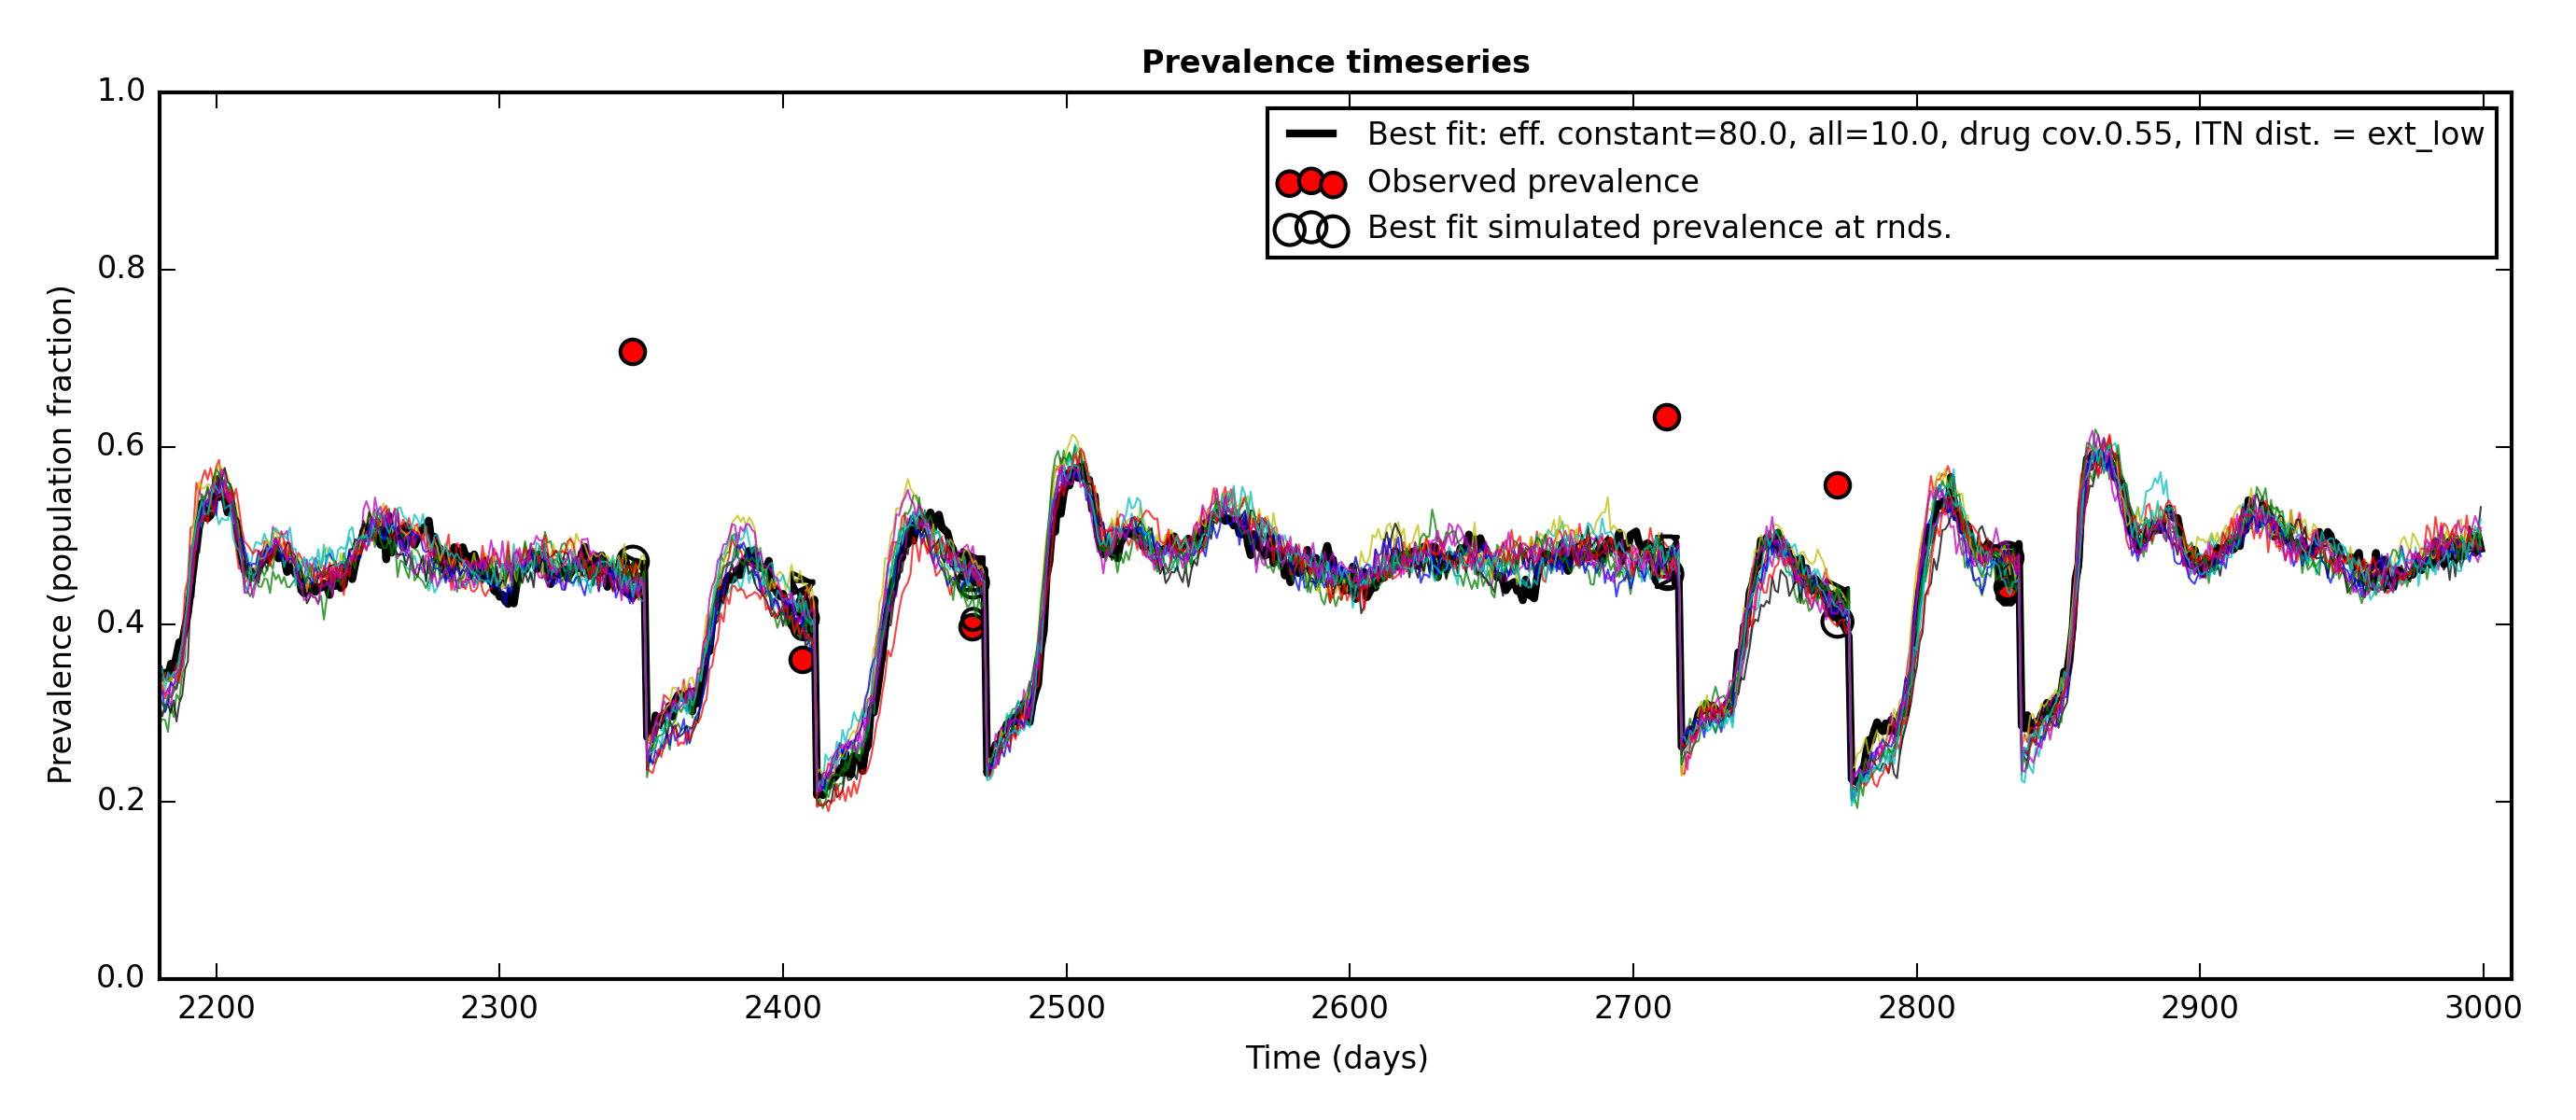 Prevalence timeseries
1.0
0.8
0.6
0.4
0.2
0.0
Prevalence (population fraction)
Best fit: eff. constant=80.0, all=10.0, drug cov.0.55, ITN dist. = ext_low
Observed prevalence
Best fit simulated prevalence at rnds.
2200 2300 2400 2500 2600 2700 2800 2900 3000
Time (days)